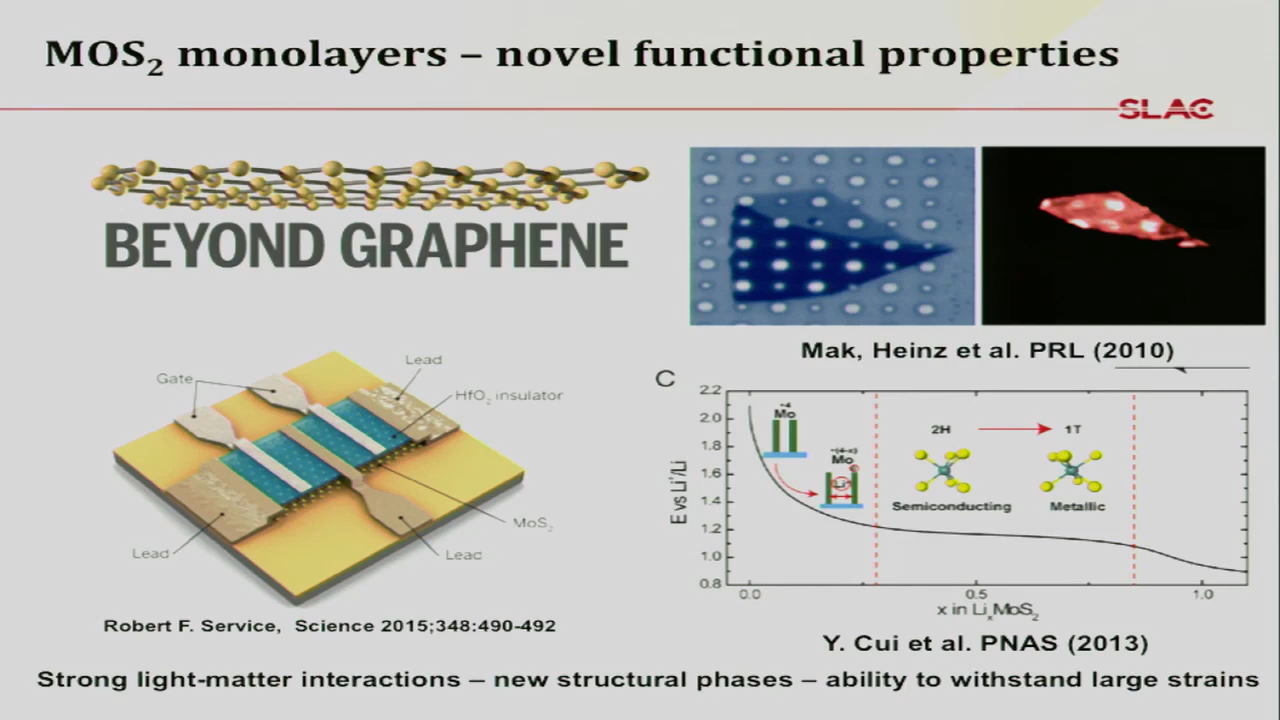 MOS₂ monolayers – novel functional properties
SLAC
BEYOND GRAPHENE
Mak, Heinz et al. PRL (2010)
Gate
Lead
HfO₂ insulator
MoS₂
Lead
Lead
Robert F. Service, Science 2015;348:490-492
C
E vs Li⁺/Li
2.2
2.0
1.8
1.6
1.4
1.2
1.0
0.8
+4
Mo
+(4-x)
Mo
Li
2H
1T
Semiconducting
Metallic
0.0 0.5 1.0
x in LiₓMoS₂
Y. Cui et al. PNAS (2013)
Strong light-matter interactions – new structural phases – ability to withstand large strains